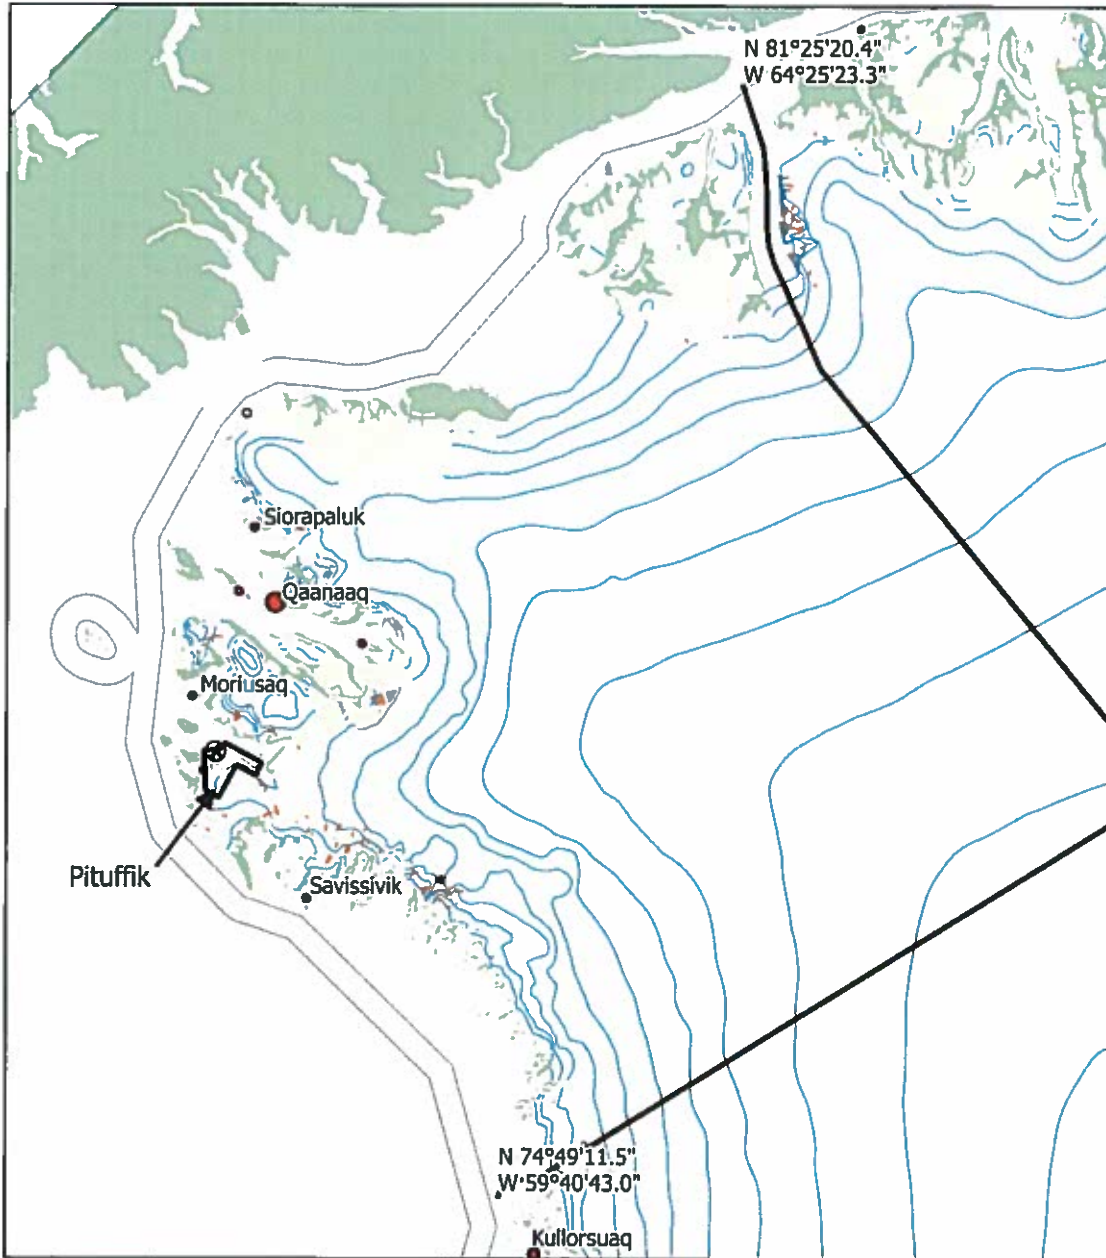 N 81°25'20.4"
W 64°25'23.3"
Siorapaluk
Qaanaaq
Moriusaq
Pituffik
Savissivik
N 74°49'11.5"
W 59°40'43.0"
Kullorsuaq